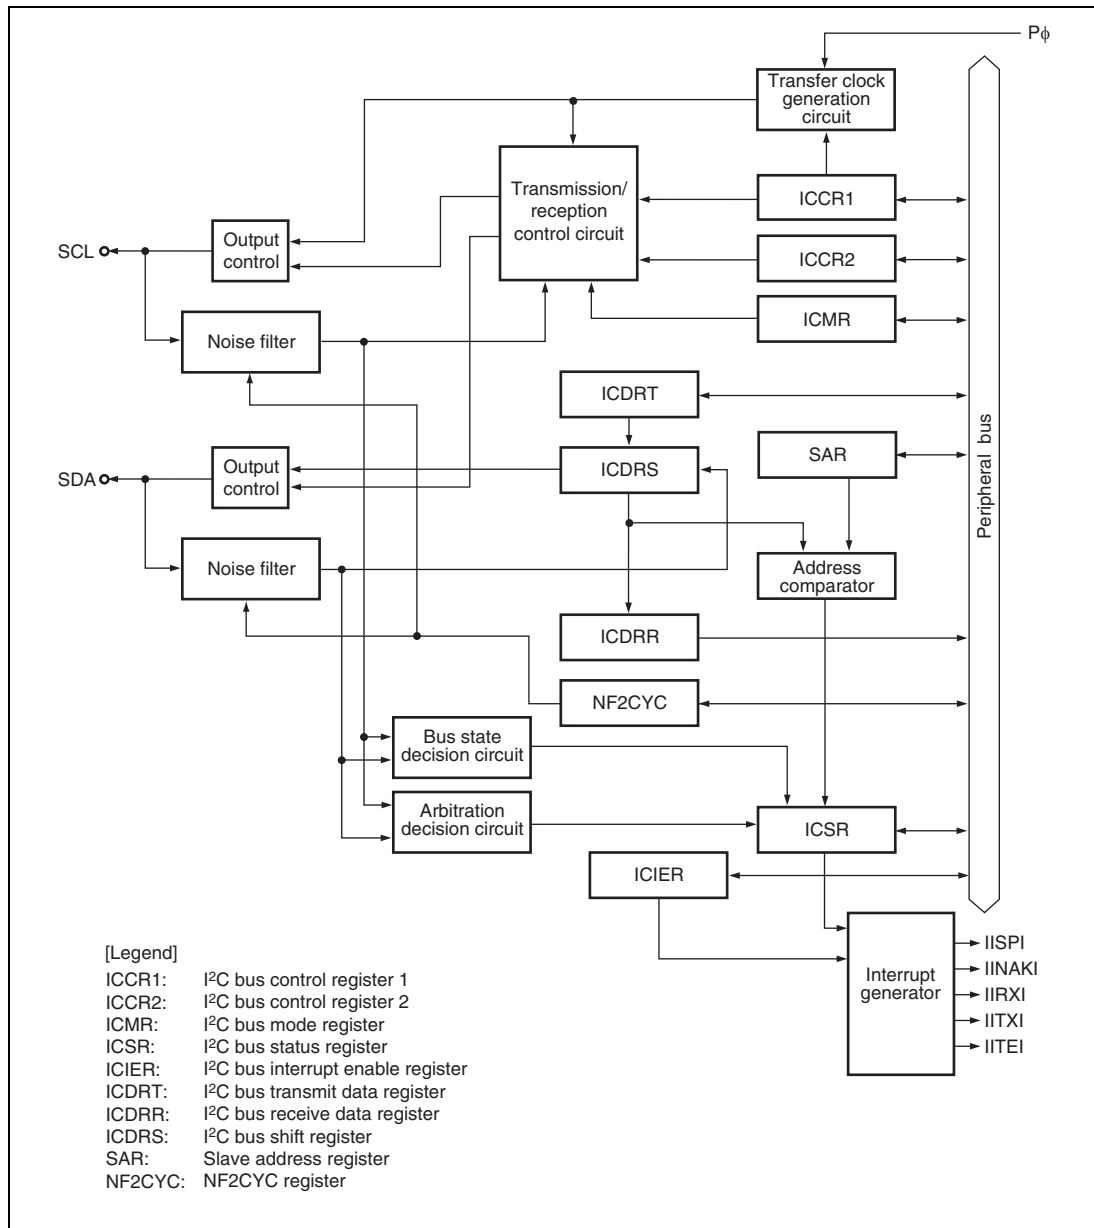 Pϕ
Transfer clock
generation
circuit
Transmission/
reception
control circuit
ICCR1
SCL
Output
control
ICCR2
ICMR
Noise filter
ICDRT
Peripheral bus
SDA
Output
control
ICDRS
SAR
Noise filter
Address
comparator
ICDRR
NF2CYC
Bus state
decision circuit
Arbitration
decision circuit
ICSR
ICIER
Interrupt
generator
IISPI
IINAKI
IIRXI
IITXI
IITEI
[Legend]
ICCR1: I²C bus control register 1
ICCR2: I²C bus control register 2
ICMR: I²C bus mode register
ICSR: I²C bus status register
ICIER: I²C bus interrupt enable register
ICDRT: I²C bus transmit data register
ICDRR: I²C bus receive data register
ICDRS: I²C bus shift register
SAR: Slave address register
NF2CYC: NF2CYC register